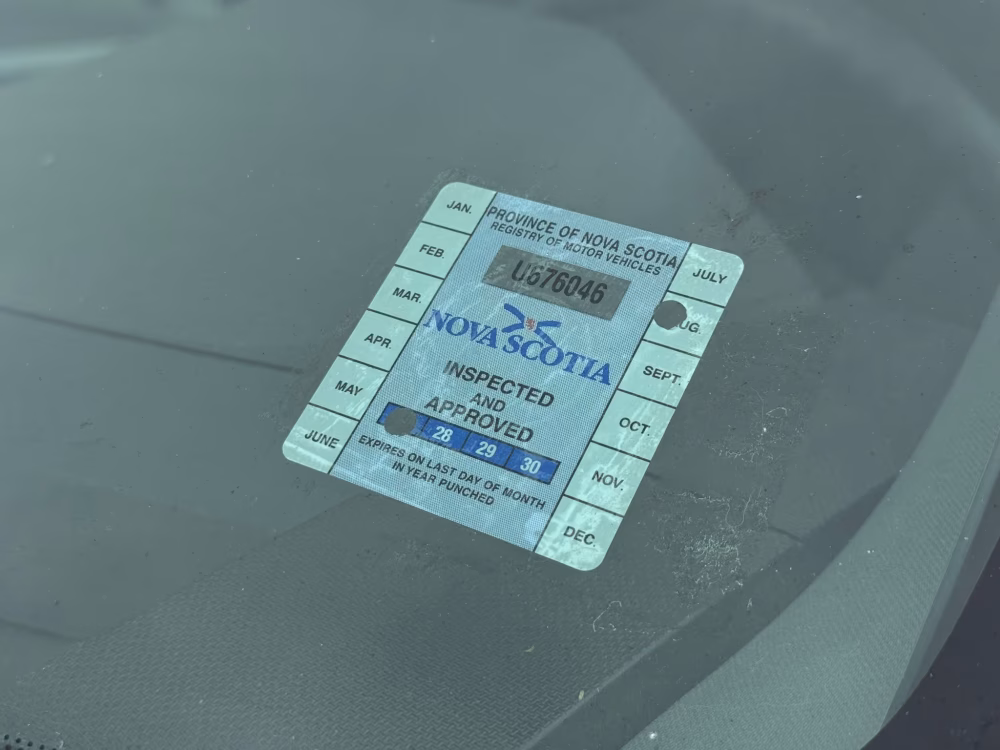 PROVINCE OF NOVA SCOTIA
REGISTRY OF MOTOR VEHICLES
U676046
NOVA SCOTIA
INSPECTED
AND
APPROVED
28 29 30
EXPIRES ON LAST DAY OF MONTH
IN YEAR PUNCHED
JAN.
FEB.
MAR.
APR.
MAY
JUNE
JULY
UG.
SEPT.
OCT.
NOV.
DEC.